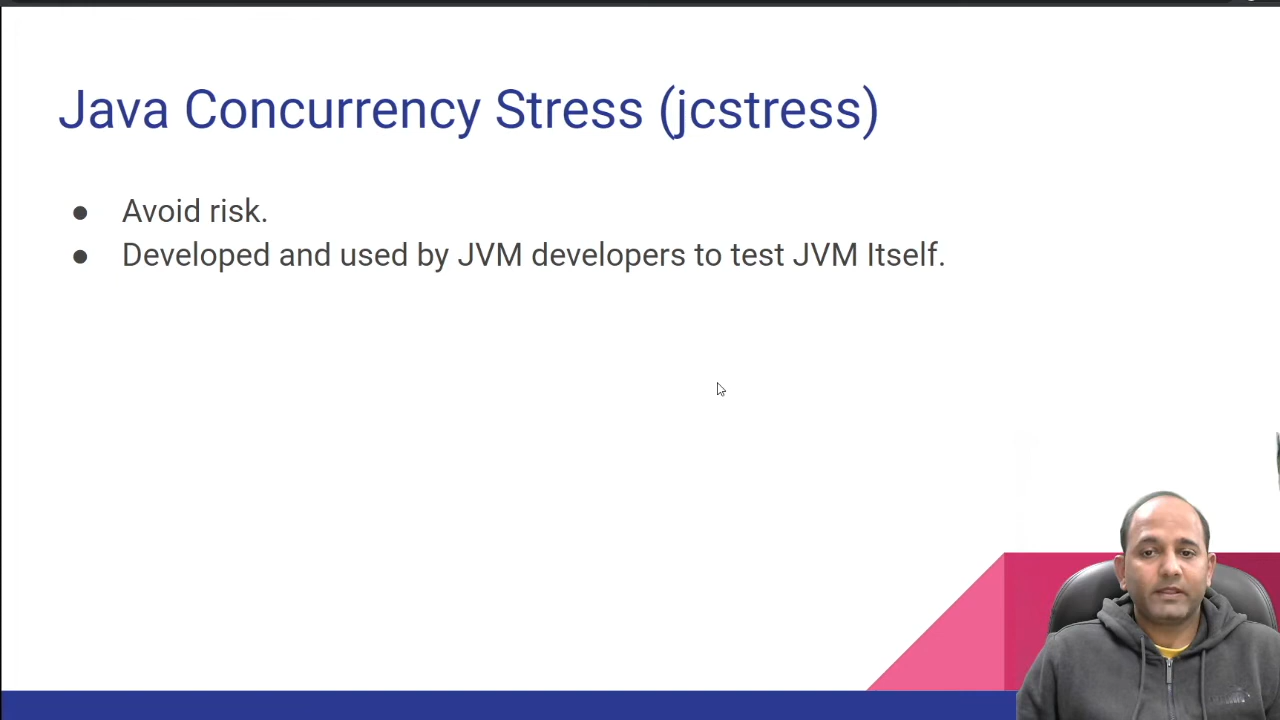 Java Concurrency Stress (jcstress)
● Avoid risk.
● Developed and used by JVM developers to test JVM Itself.